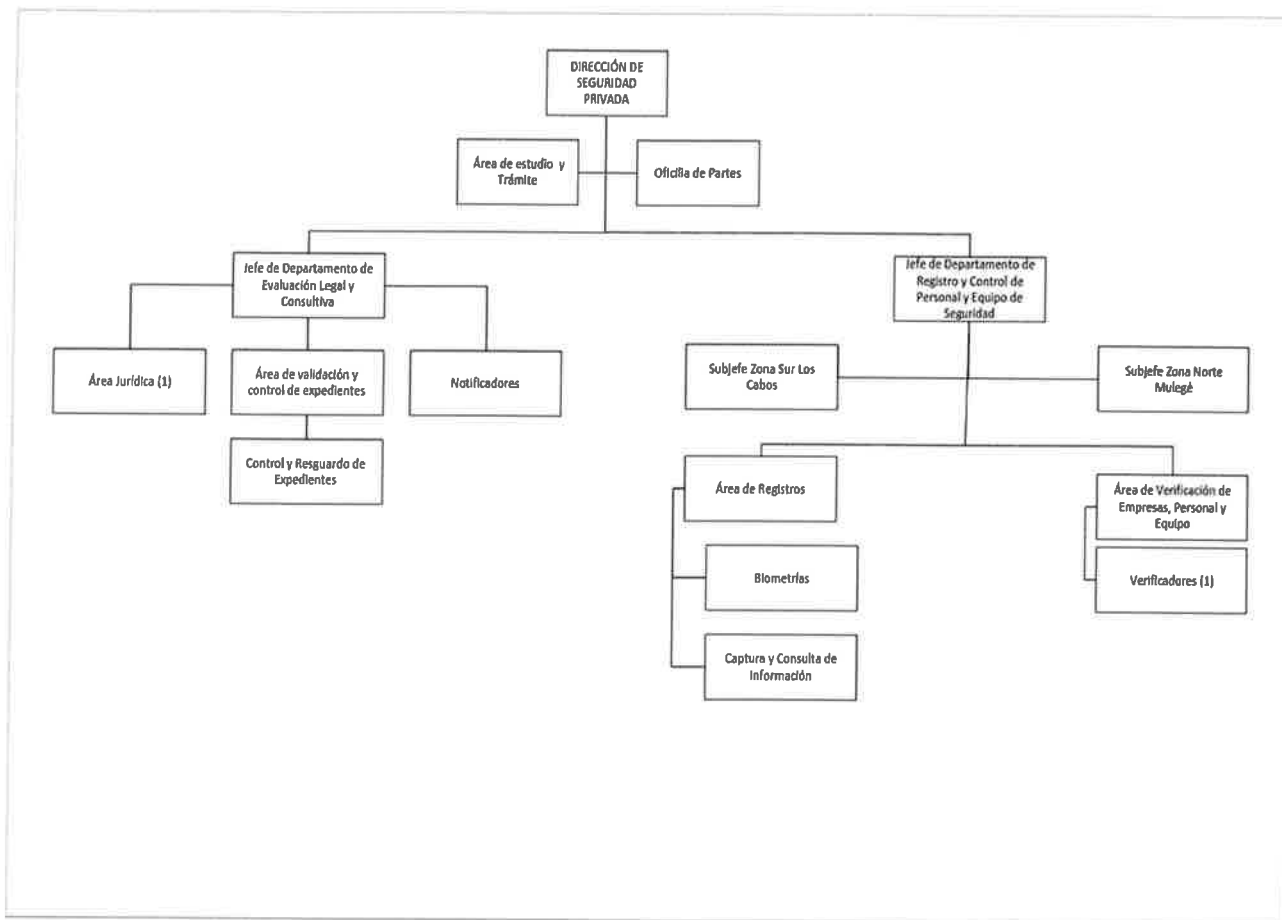 DIRECCIÓN DE
SEGURIDAD
PRIVADA
Área de estudio y
Trámite
Oficilia de Partes
Jefe de Departamento de
Evaluación Legal y
Consultiva
Jefe de Departamento de
Registro y Control de
Personal y Equipo de
Seguridad
Área Jurídica (1)
Área de validación y
control de expedientes
Notificadores
Subjefe Zona Sur Los
Cabos
Subjefe Zona Norte
Mulegé
Control y Resguardo de
Expedientes
Área de Registros
Área de Verificación de
Empresas, Personal y
Equipo
Biometrías
Verificadores (1)
Captura y Consulta de
Información